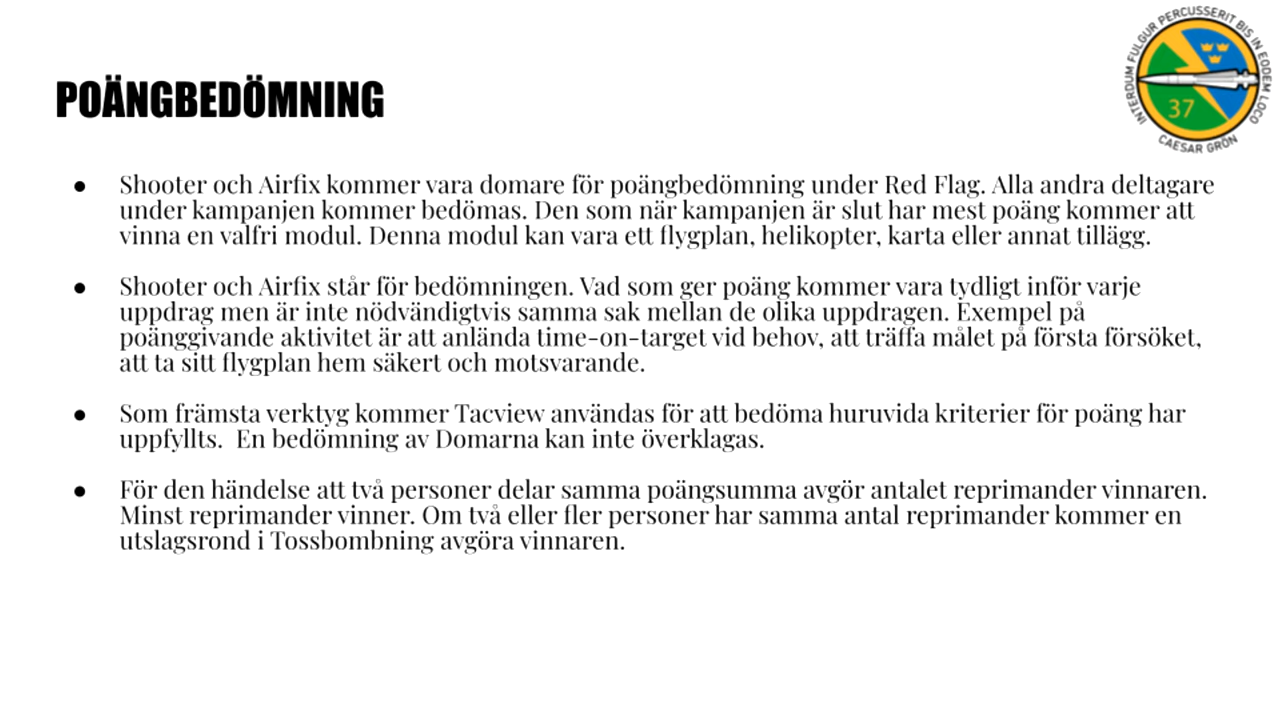 POÄNGBEDÖMNING
INTERDUM FULGUR PERCUSSERIT BIS IN EODEM LOCO
37
CAESAR GRÖN
● Shooter och Airfix kommer vara domare för poängbedömning under Red Flag. Alla andra deltagare
under kampanjen kommer bedömas. Den som när kampanjen är slut har mest poäng kommer att
vinna en valfri modul. Denna modul kan vara ett flygplan, helikopter, karta eller annat tillägg.
● Shooter och Airfix står för bedömningen. Vad som ger poäng kommer vara tydligt inför varje
uppdrag men är inte nödvändigtvis samma sak mellan de olika uppdragen. Exempel på
poänggivande aktivitet är att anlända time-on-target vid behov, att träffa målet på första försöket,
att ta sitt flygplan hem säkert och motsvarande.
● Som främsta verktyg kommer Tacview användas för att bedöma huruvida kriterier för poäng har
uppfyllts.  En bedömning av Domarna kan inte överklagas.
● För den händelse att två personer delar samma poängsumma avgör antalet reprimander vinnaren.
Minst reprimander vinner. Om två eller fler personer har samma antal reprimander kommer en
utslagsrond i Tossbombning avgöra vinnaren.